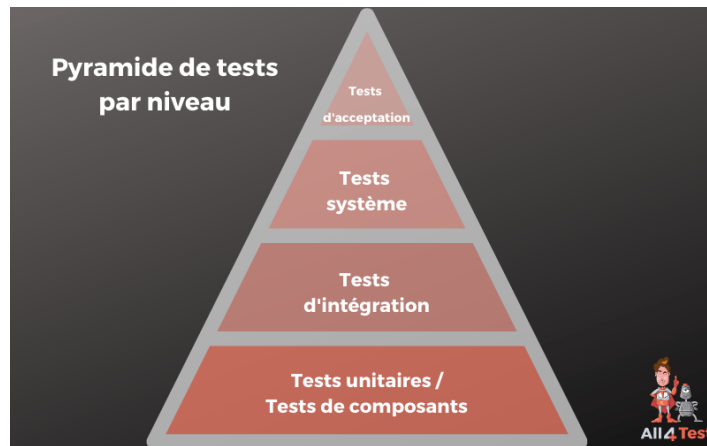 Pyramide de tests
par niveau
Tests
d'acceptation
Tests
système
Tests
d'intégration
Tests unitaires /
Tests de composants
All4Test